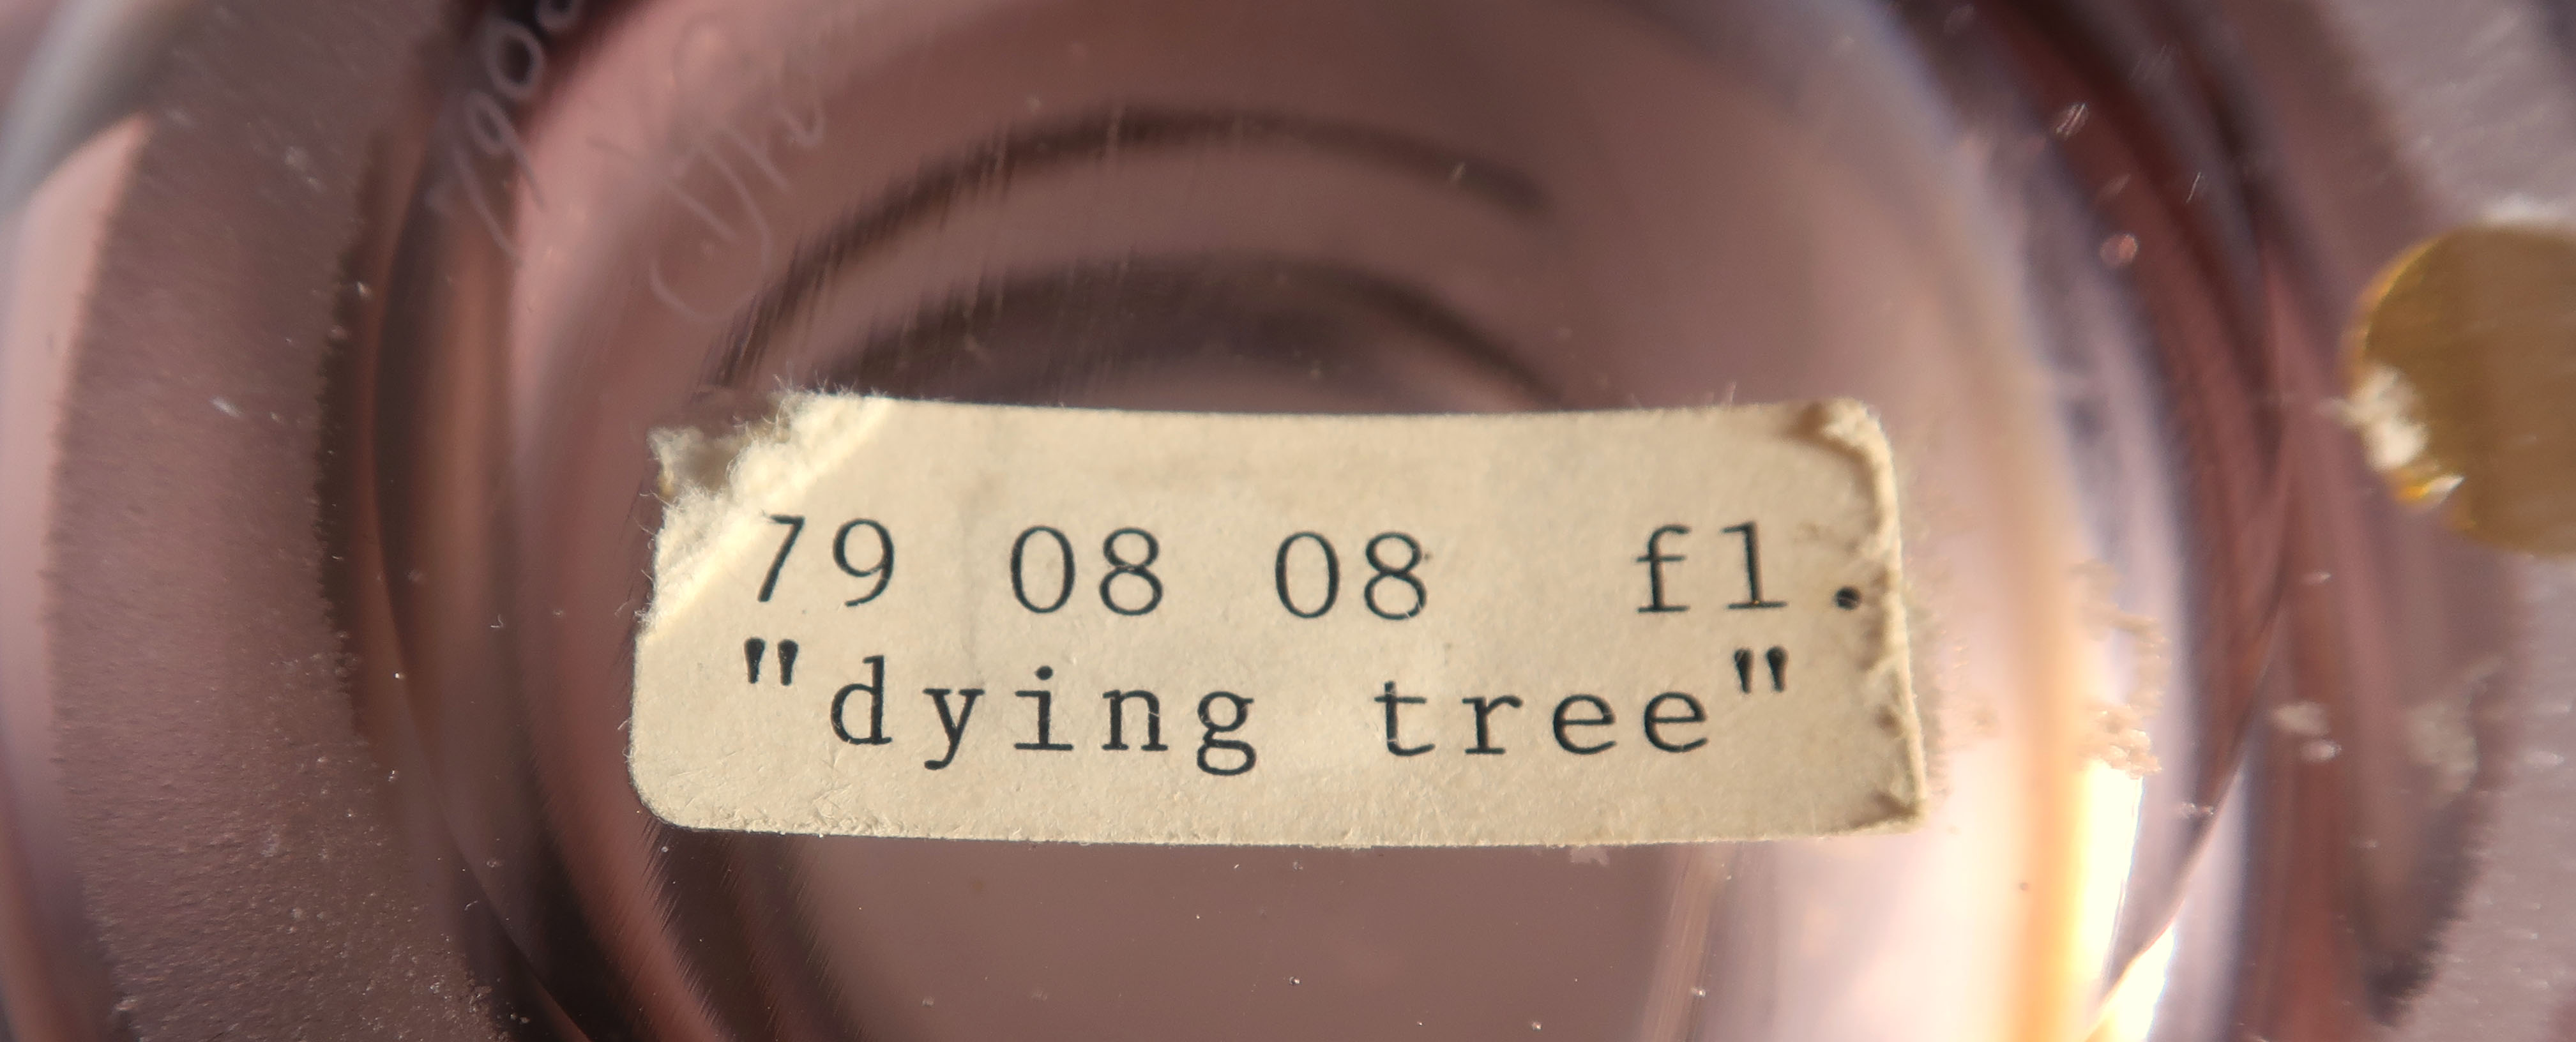 79 08 08 fl.
"dying tree"